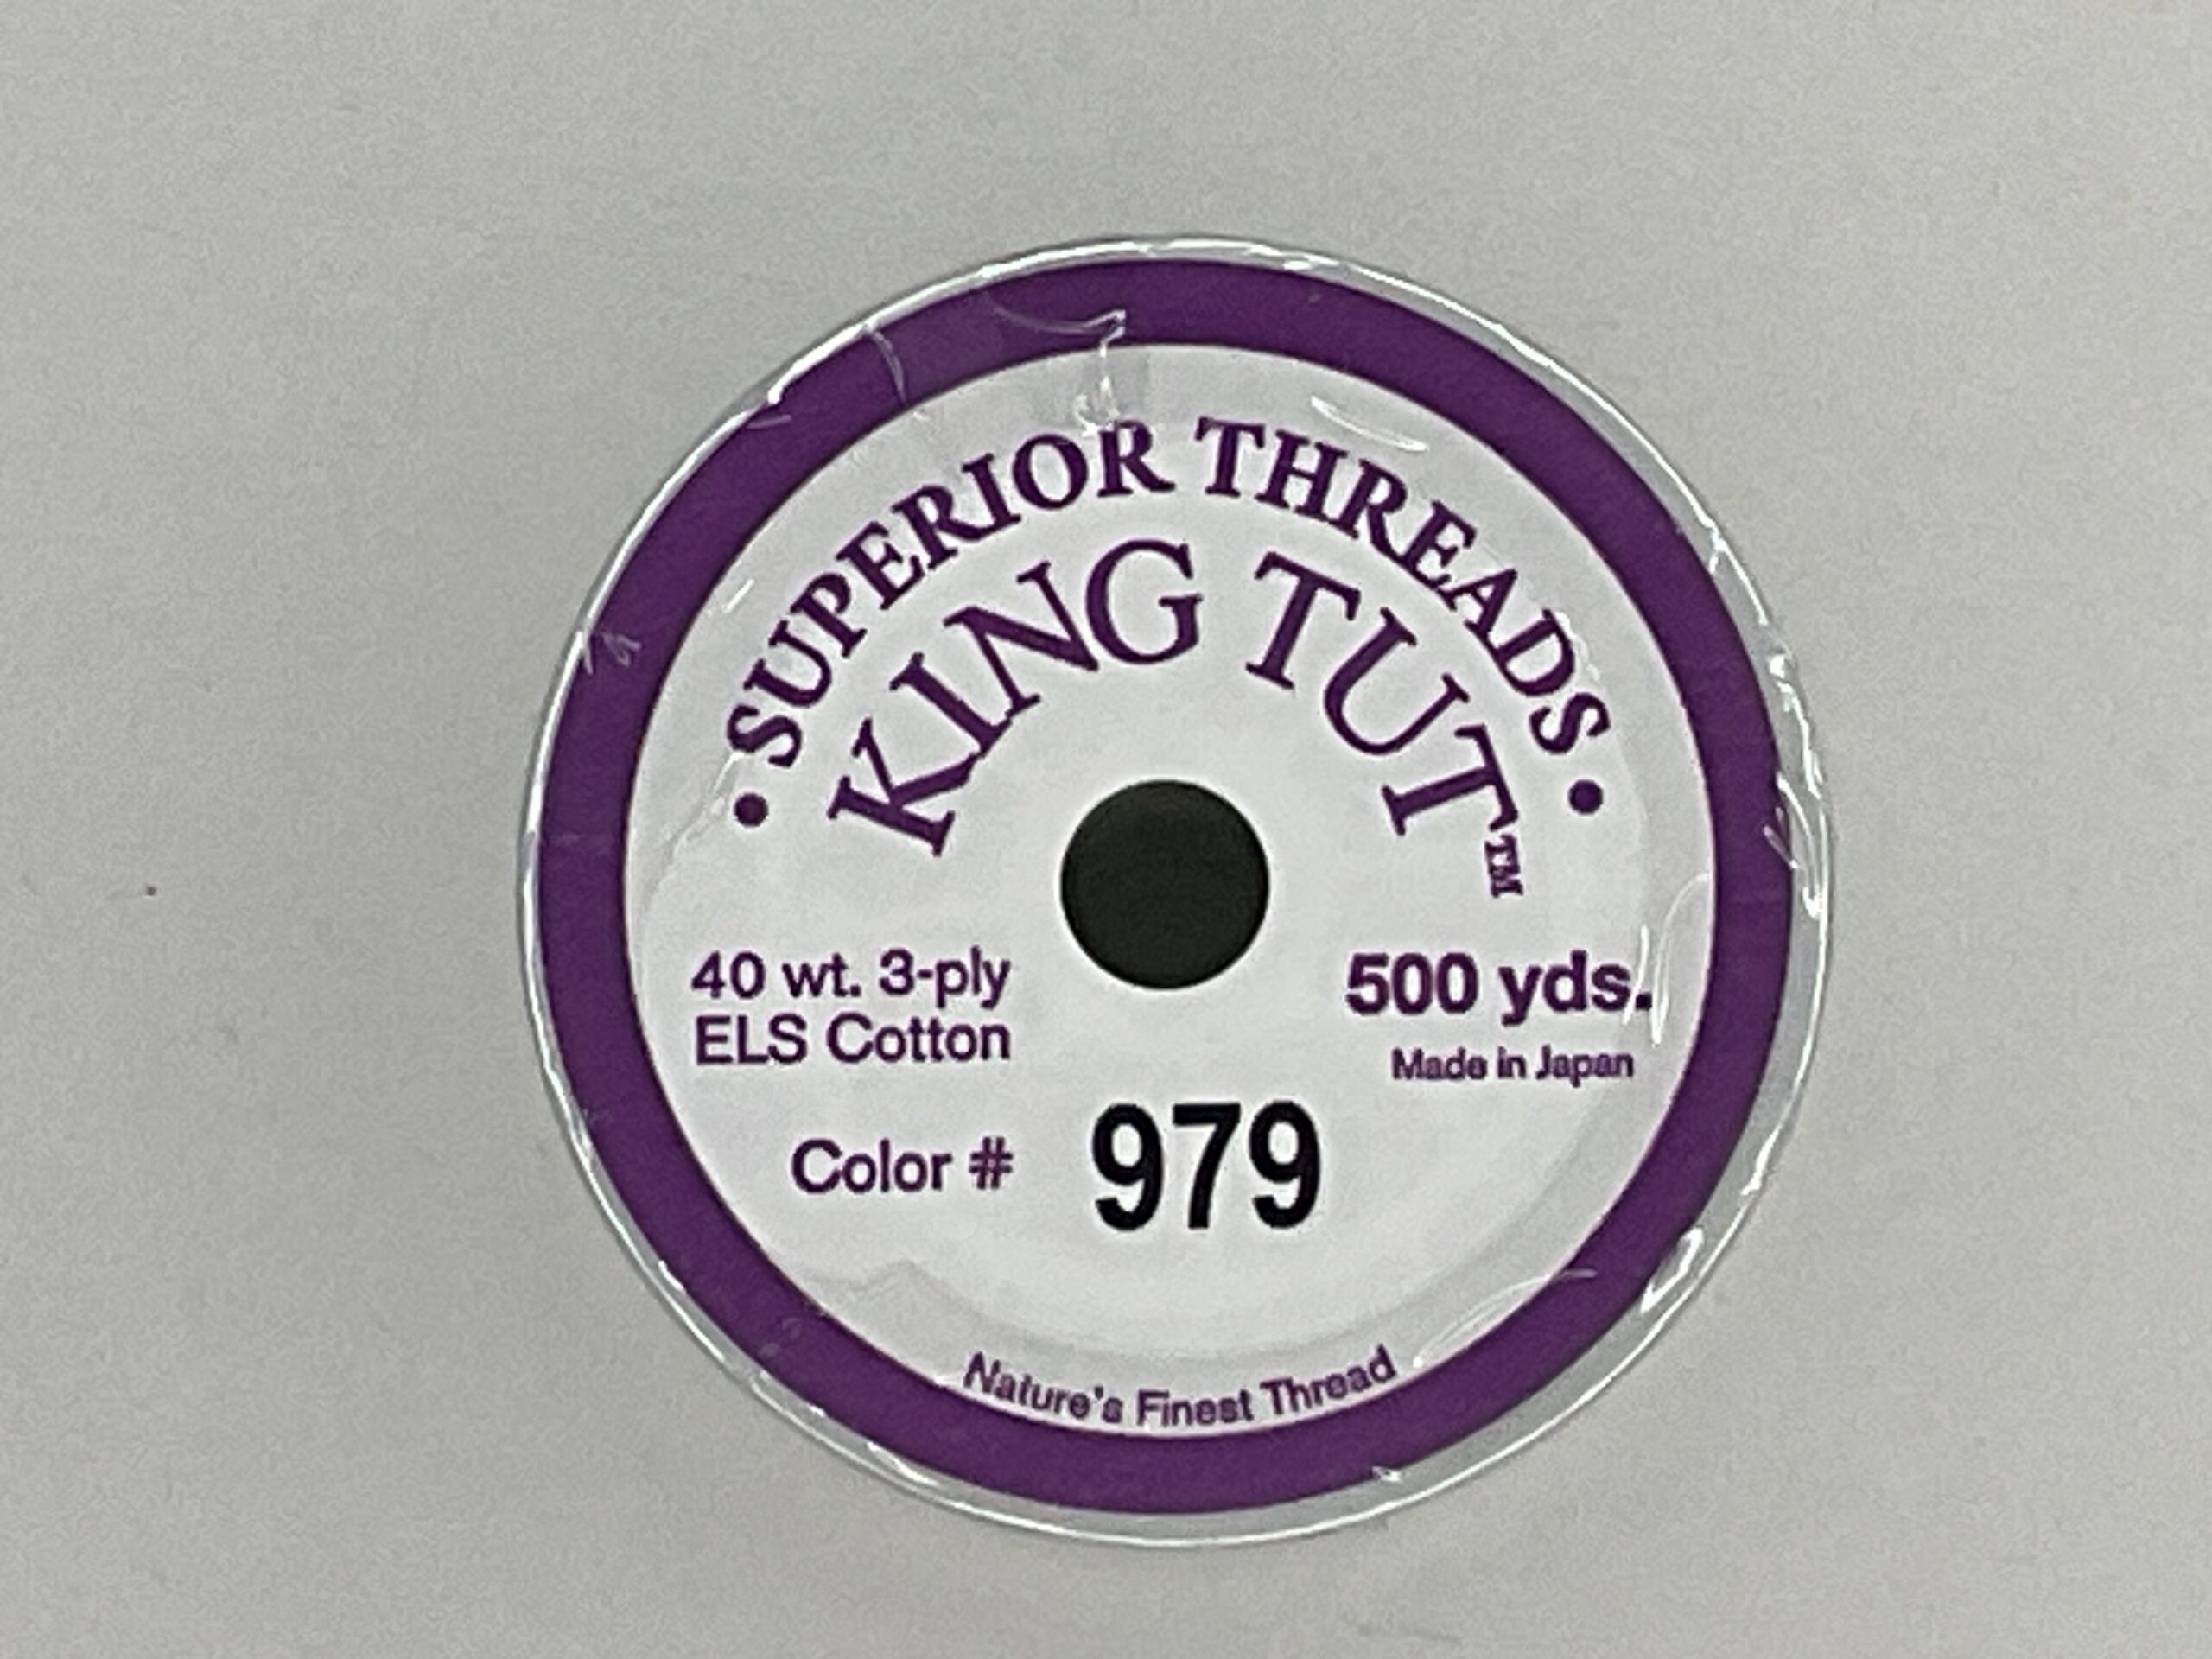 • SUPERIOR THREADS •
KING TUT™
40 wt. 3-ply
ELS Cotton
500 yds.
Made in Japan
Color # 979
Nature's Finest Thread